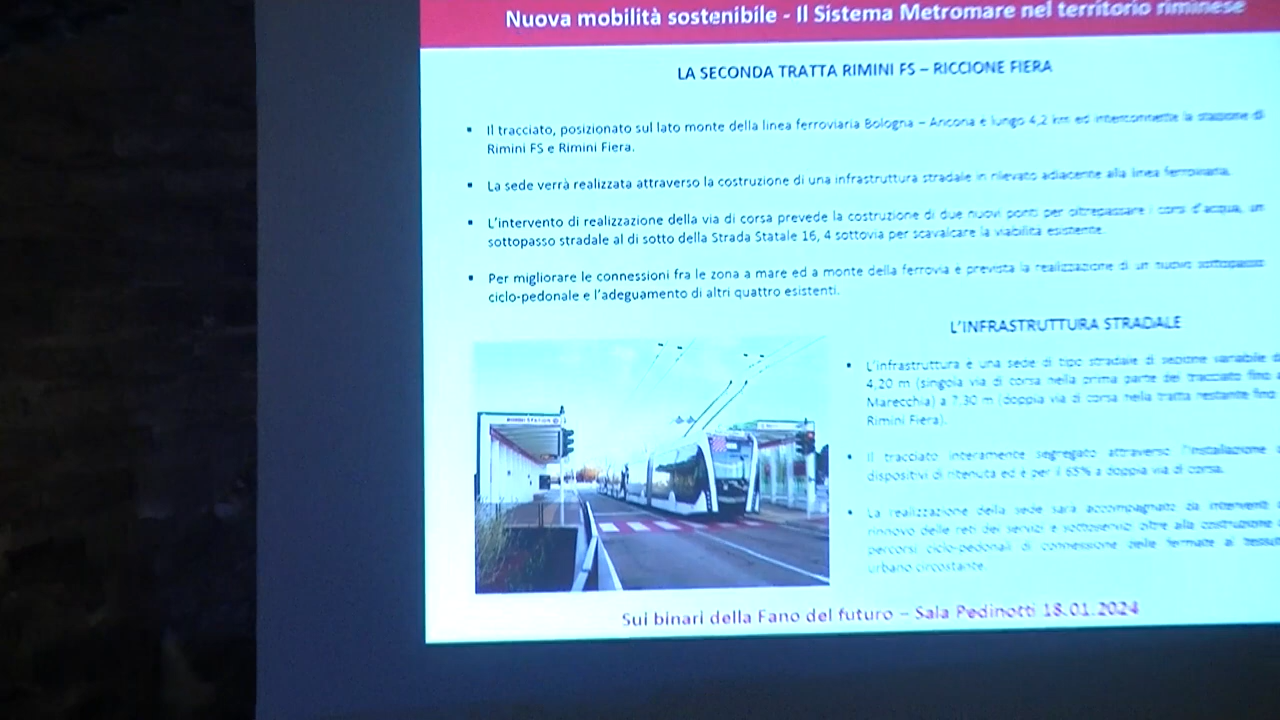 Nuova mobilità sostenibile - Il Sistema Metromare nel territorio riminese
LA SECONDA TRATTA RIMINI FS – RICCIONE FIERA
▪ Il tracciato, posizionato sul lato monte della linea ferroviaria Bologna – Ancona e lungo 4,2 km ed interconnette la stazione di
Rimini FS e Rimini Fiera.
▪ La sede verrà realizzata attraverso la costruzione di una infrastruttura stradale in rilevato adiacente alla linea ferroviaria.
▪ L'intervento di realizzazione della via di corsa prevede la costruzione di due nuovi ponti per oltrepassare i corsi d'acqua, un
sottopasso stradale al di sotto della Strada Statale 16, 4 sottovia per scavalcare la viabilità esistente.
▪ Per migliorare le connessioni fra le zona a mare ed a monte della ferrovia è prevista la realizzazione di un nuovo sottopasso
ciclo-pedonale e l'adeguamento di altri quattro esistenti.
L'INFRASTRUTTURA STRADALE
▪ L'infrastruttura è una sede di tipo stradale di sezione variabile d
4,20 m (singola via di corsa nella prima parte del tracciato fino a
Marecchia) a 7,30 m (doppia via di corsa nella tratta restante fino
Rimini Fiera).
▪ Il tracciato interamente segregato attraverso l'installazione d
dispositivi di ritenuta ed è per il 65% a doppia via di corsa.
▪ La realizzazione della sede sarà accompagnata da interventi
rinnovo delle reti dei servizi e sottoservizi oltre alla costruzione
percorsi ciclo-pedonali di connessione delle fermate al tessut
urbano circostante.
Sui binari della Fano del futuro – Sala Pedinotti 18.01.2024